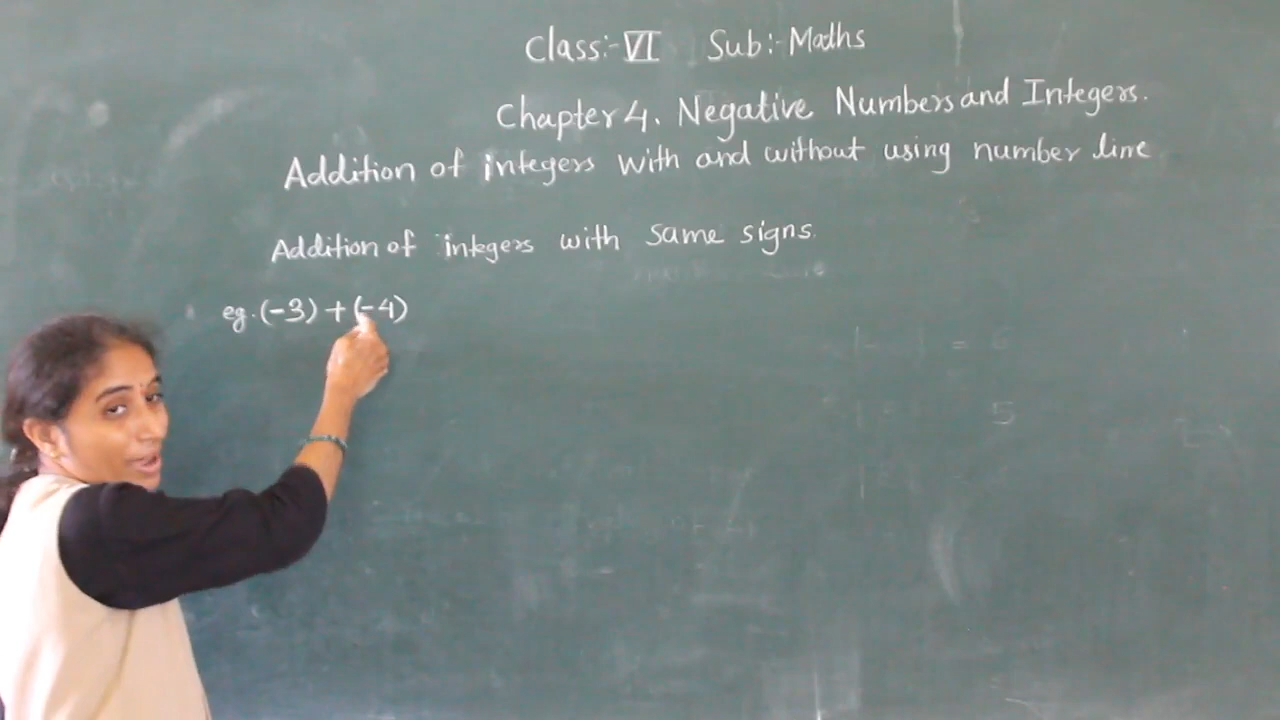 Class:- VI Sub:- Maths
Chapter 4. Negative Numbers and Integers.
Addition of integers with and without using number line
Addition of integers with same signs.
eg. (-3) + (-4)